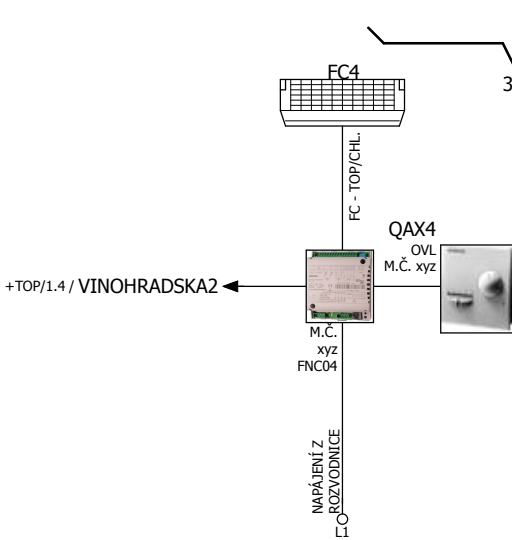 FC4
3
FC - TOP/CHL.
QAX4
OVL
M.Č. xyz
+TOP/1.4 / VINOHRADSKA2
M.Č.
xyz
FNC04
NAPÁJENÍ Z
ROZVODNICE
L1